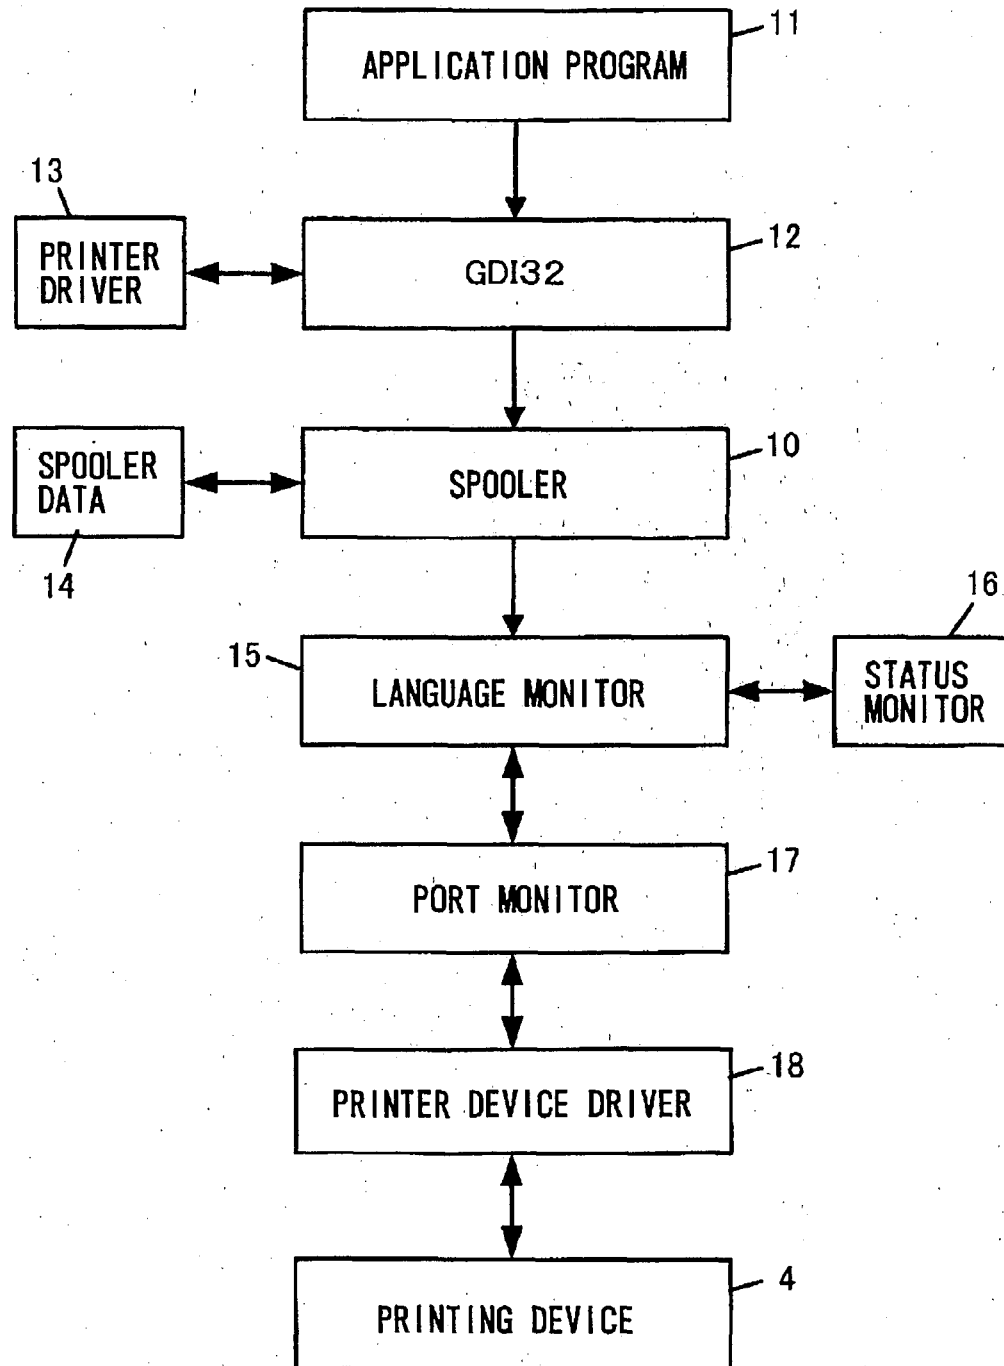 11
APPLICATION PROGRAM
13
12
PRINTER
DRIVER
GDI32
10
SPOOLER
DATA
SPOOLER
14
16
15
LANGUAGE MONITOR
STATUS
MONITOR
17
PORT MONITOR
18
PRINTER DEVICE DRIVER
4
PRINTING DEVICE